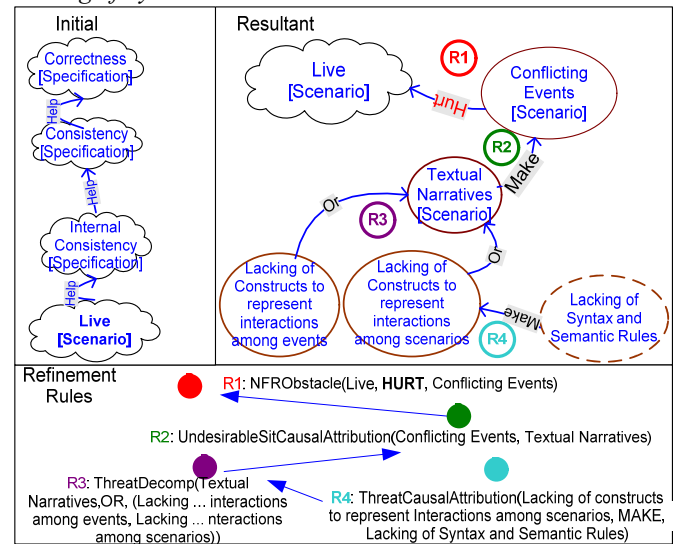 Initial
Correctness
[Specification]
Help
Consistency
[Specification]
Help
Internal
Consistency
[Specification]
Help
Live
[Scenario]
Resultant
R1
Live
[Scenario]
Hurt
Conflicting
Events
[Scenario]
R2
Make
Textual
Narratives
[Scenario]
Or
R3
Or
Lacking of
Constructs to
represent
interactions
among events
Lacking of
Constructs to
represent
interactions
among scenarios
Make
R4
Lacking of
Syntax and
Semantic Rules
Refinement
Rules
R1: NFRObstacle(Live, HURT, Conflicting Events)
R2: UndesirableSitCausalAttribution(Conflicting Events, Textual Narratives)
R3: ThreatDecomp(Textual
Narratives,OR, (Lacking ... interactions
among events, Lacking ... nteractions
among scenarios))
R4: ThreatCausalAttribution(Lacking of constructs
to represent Interactions among scenarios, MAKE,
Lacking of Syntax and Semantic Rules)